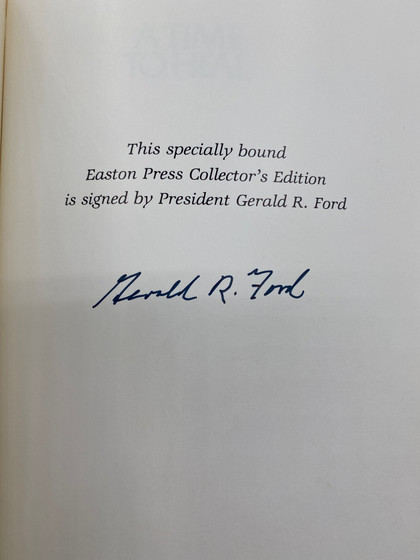 This specially bound
Easton Press Collector's Edition
is signed by President Gerald R. Ford
Gerald R. Ford